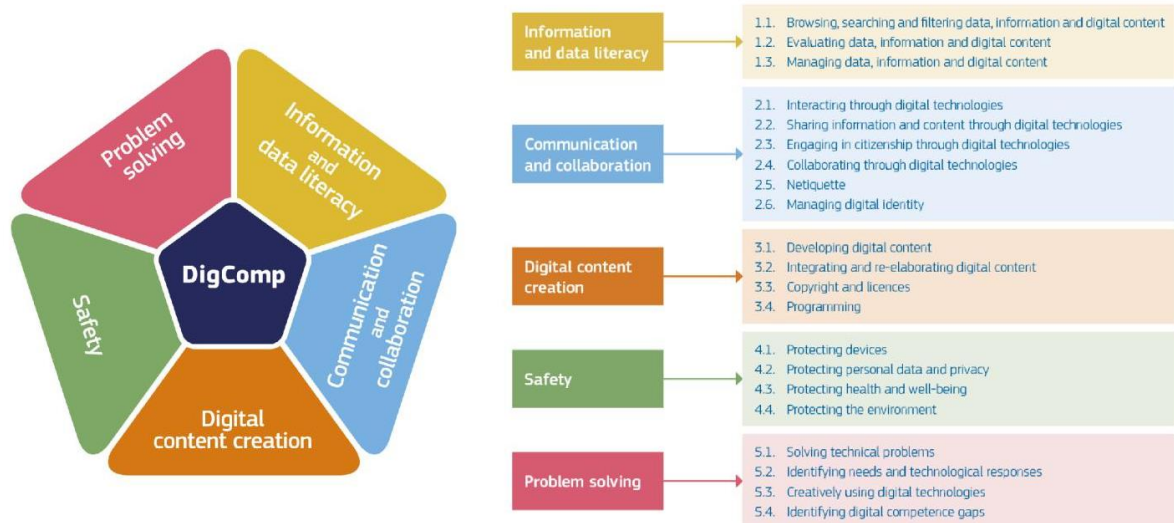 Problem
solving
Information
and
data literacy
DigComp
Safety
Communication
and
collaboration
Digital
content creation
Information
and data literacy
1.1. Browsing, searching and filtering data, information and digital content
1.2. Evaluating data, information and digital content
1.3. Managing data, information and digital content
Communication
and collaboration
2.1. Interacting through digital technologies
2.2. Sharing information and content through digital technologies
2.3. Engaging in citizenship through digital technologies
2.4. Collaborating through digital technologies
2.5. Netiquette
2.6. Managing digital identity
Digital content
creation
3.1. Developing digital content
3.2. Integrating and re-elaborating digital content
3.3. Copyright and licences
3.4. Programming
Safety
4.1. Protecting devices
4.2. Protecting personal data and privacy
4.3. Protecting health and well-being
4.4. Protecting the environment
Problem solving
5.1. Solving technical problems
5.2. Identifying needs and technological responses
5.3. Creatively using digital technologies
5.4. Identifying digital competence gaps